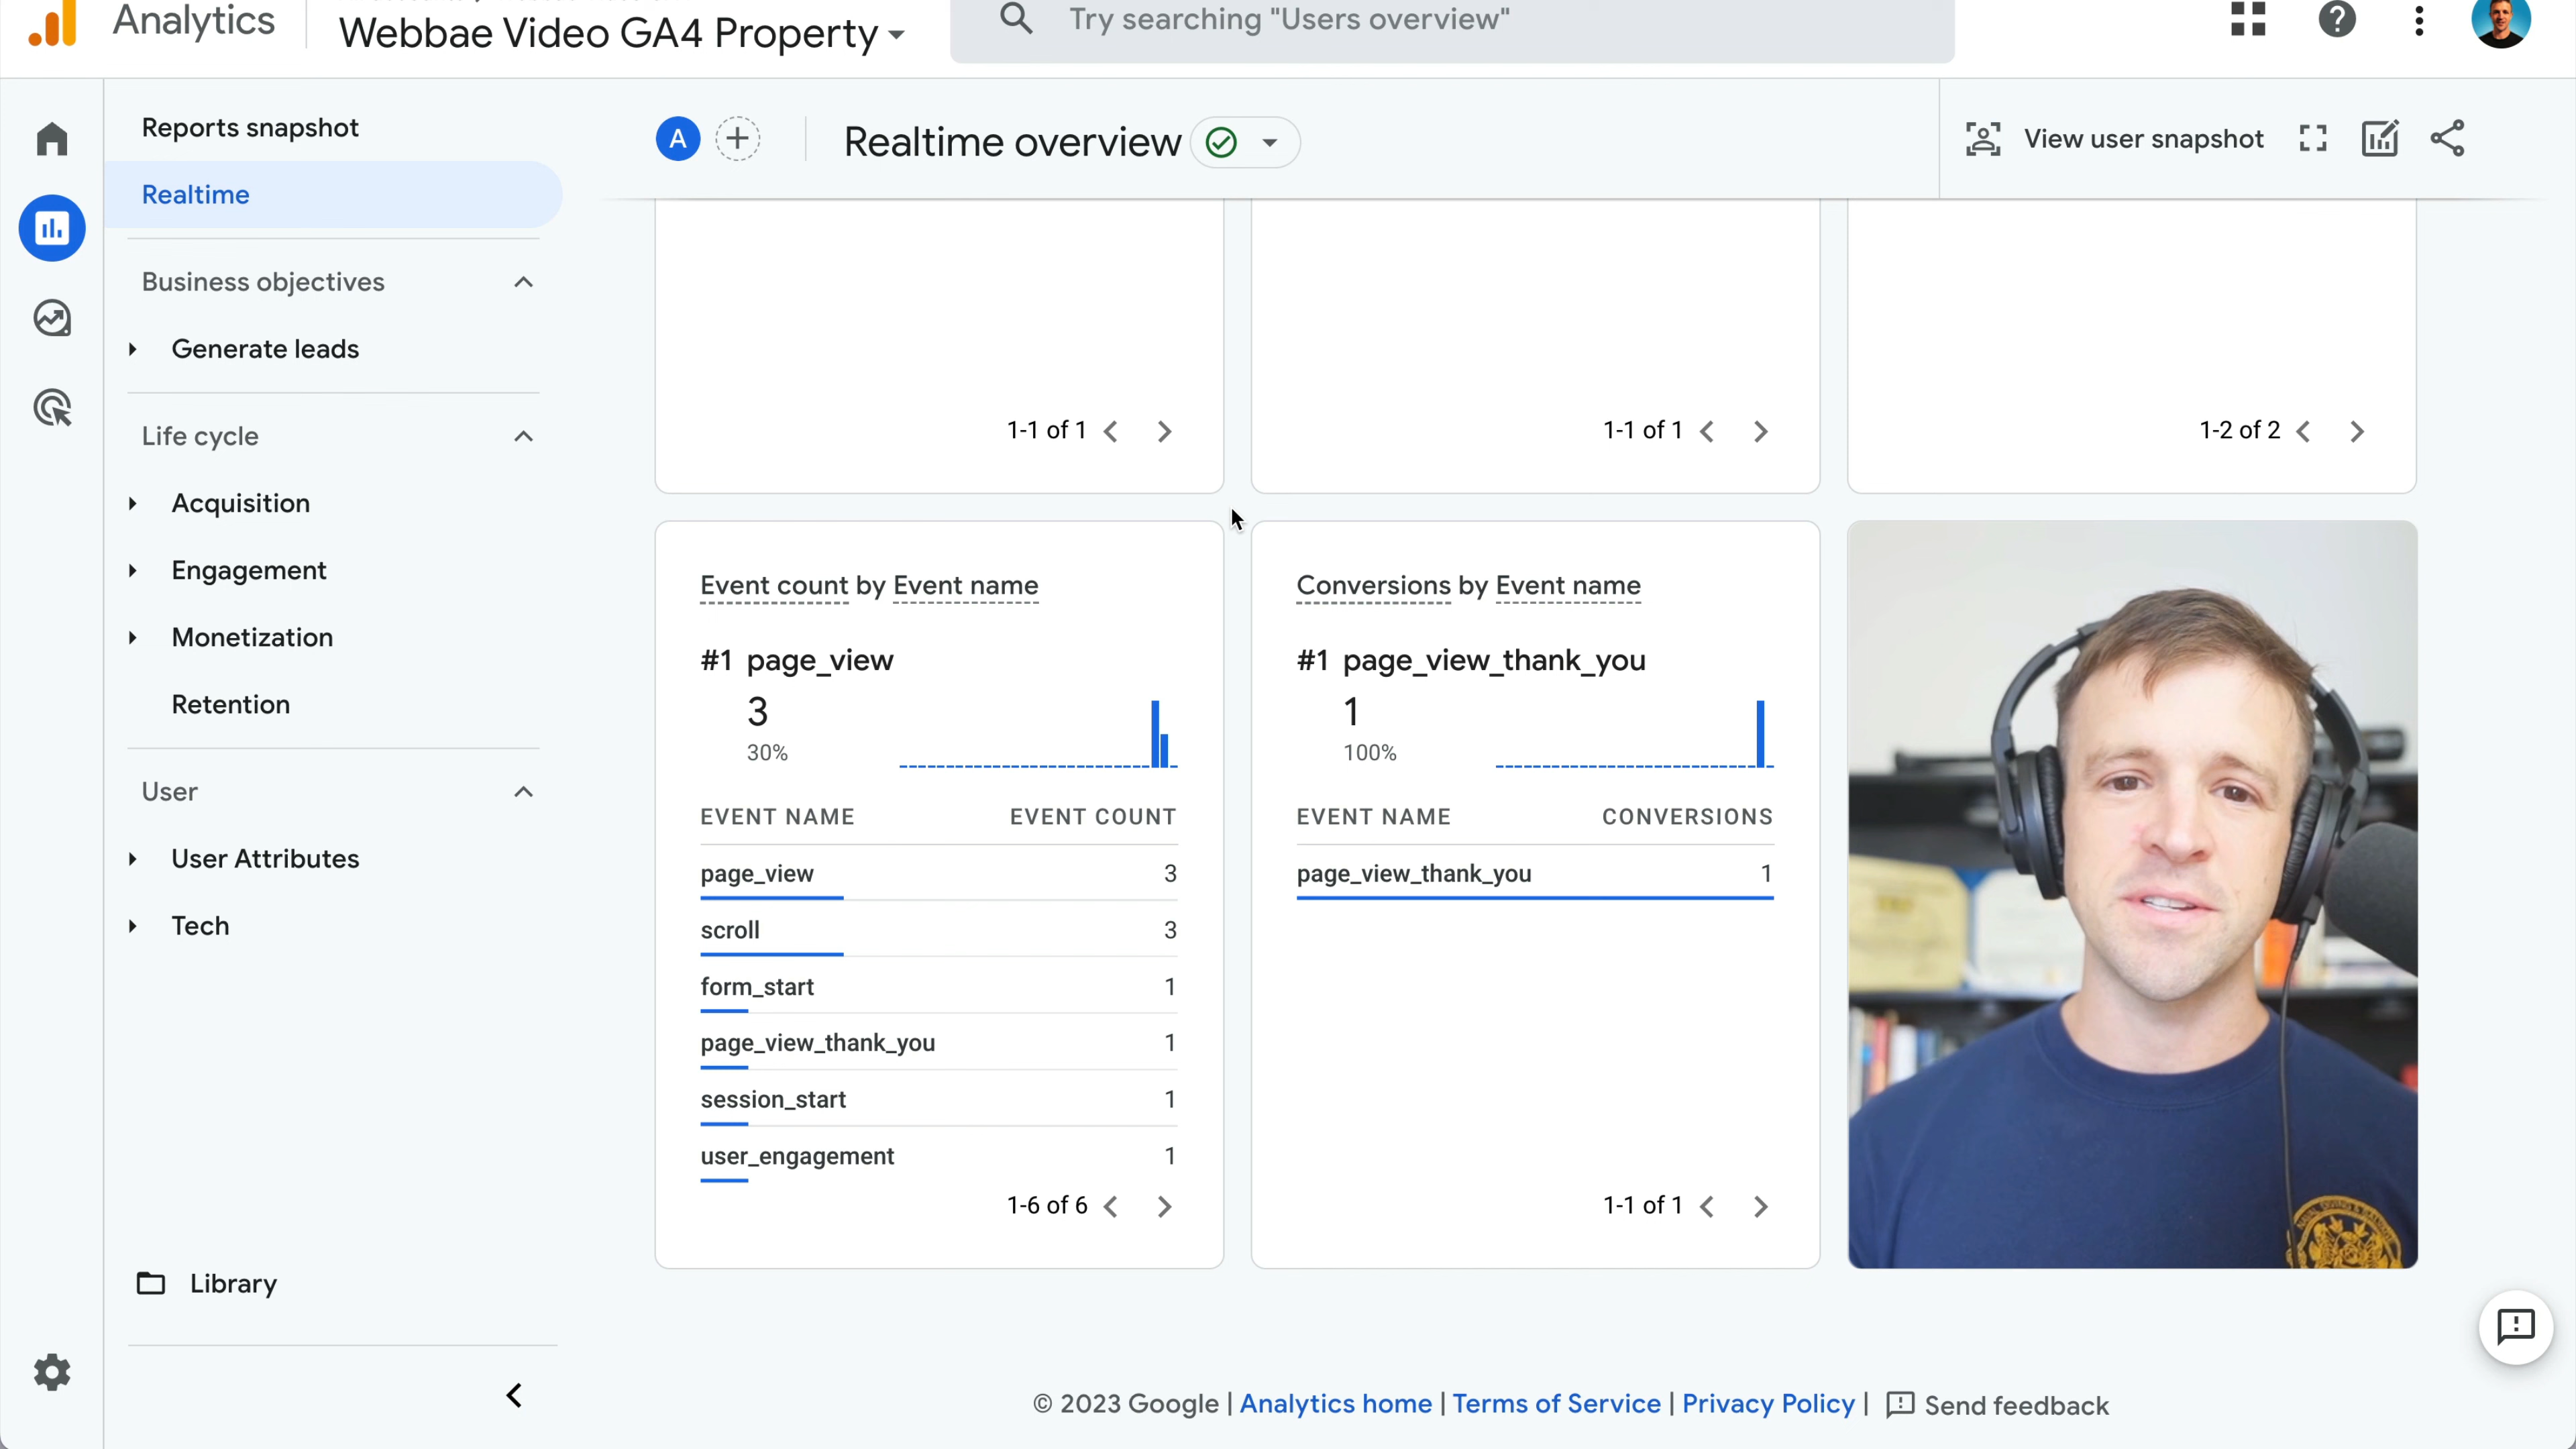 Analytics
Webbae Video GA4 Property
Try searching "Users overview"
Reports snapshot
Realtime
Business objectives
Generate leads
Life cycle
Acquisition
Engagement
Monetization
Retention
User
User Attributes
Tech
Library
A
Realtime overview
View user snapshot
1-1 of 1
1-1 of 1
1-2 of 2
Event count by Event name
#1 page_view
3
30%
EVENT NAME EVENT COUNT
page_view 3
scroll 3
form_start 1
page_view_thank_you 1
session_start 1
user_engagement 1
1-6 of 6
Conversions by Event name
#1 page_view_thank_you
1
100%
EVENT NAME CONVERSIONS
page_view_thank_you 1
1-1 of 1
© 2023 Google | Analytics home | Terms of Service | Privacy Policy | Send feedback